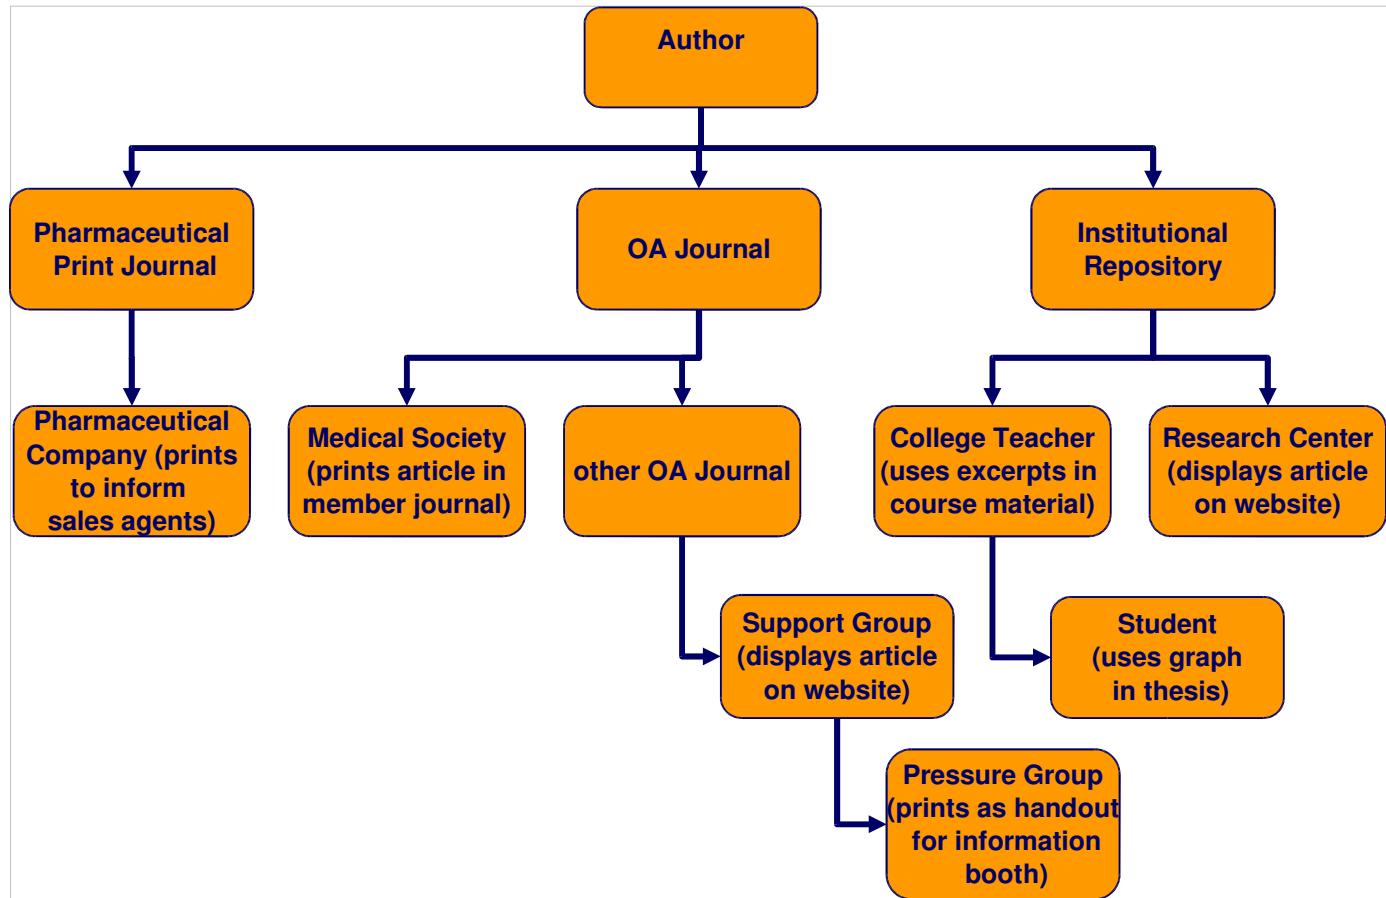 Author
Pharmaceutical
Print Journal
OA Journal
Institutional
Repository
Pharmaceutical
Company (prints
to inform
sales agents)
Medical Society
(prints article in
member journal)
other OA Journal
College Teacher
(uses excerpts in
course material)
Research Center
(displays article
on website)
Support Group
(displays article
on website)
Student
(uses graph
in thesis)
Pressure Group
(prints as handout
for information
booth)